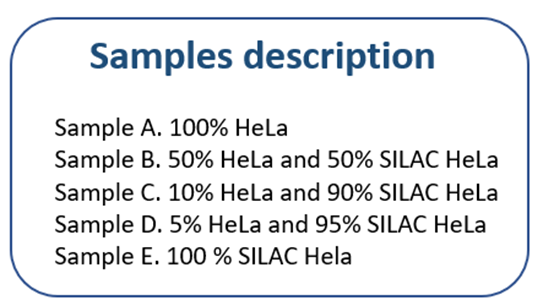 Samples description
Sample A. 100% HeLa
Sample B. 50% HeLa and 50% SILAC HeLa
Sample C. 10% HeLa and 90% SILAC HeLa
Sample D. 5% HeLa and 95% SILAC HeLa
Sample E. 100 % SILAC Hela